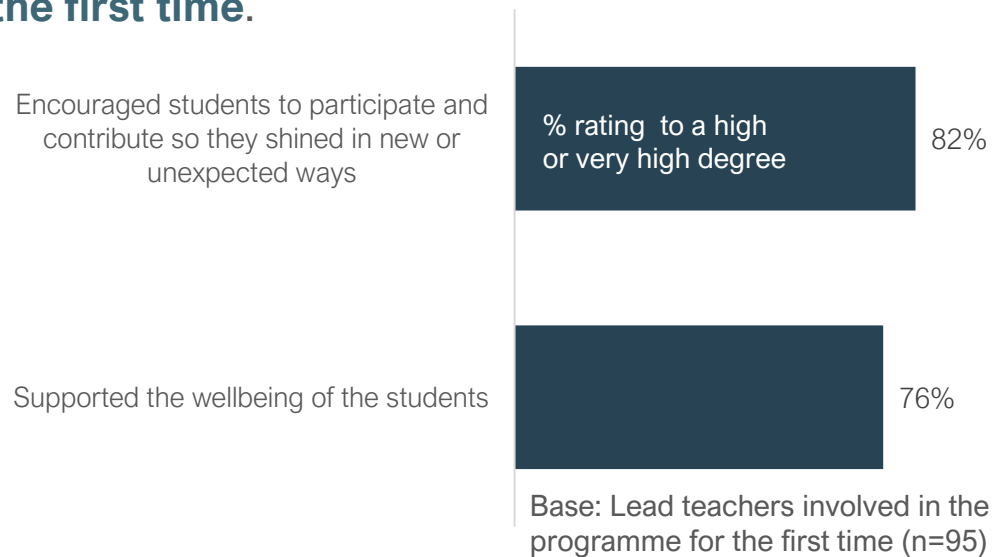 the first time.
Encouraged students to participate and
contribute so they shined in new or
unexpected ways
% rating  to a high
or very high degree
82%
Supported the wellbeing of the students
76%
Base: Lead teachers involved in the
programme for the first time (n=95)